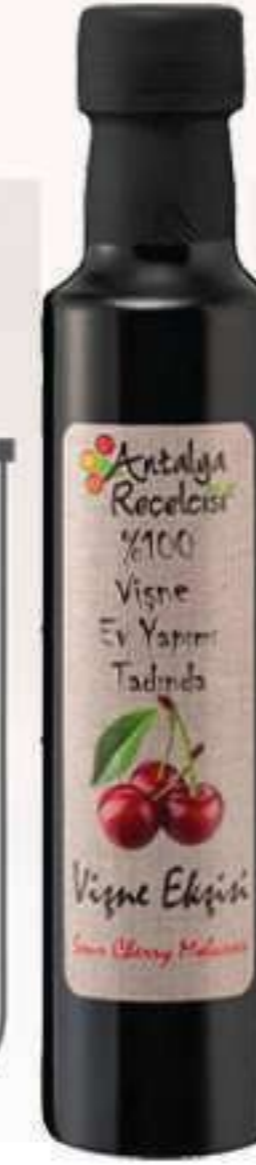 Antalya
Reçelcisi
%100
Vişne
Ev Yapımı
Tadında
Vişne Ekşisi
Sour Cherry Molasses